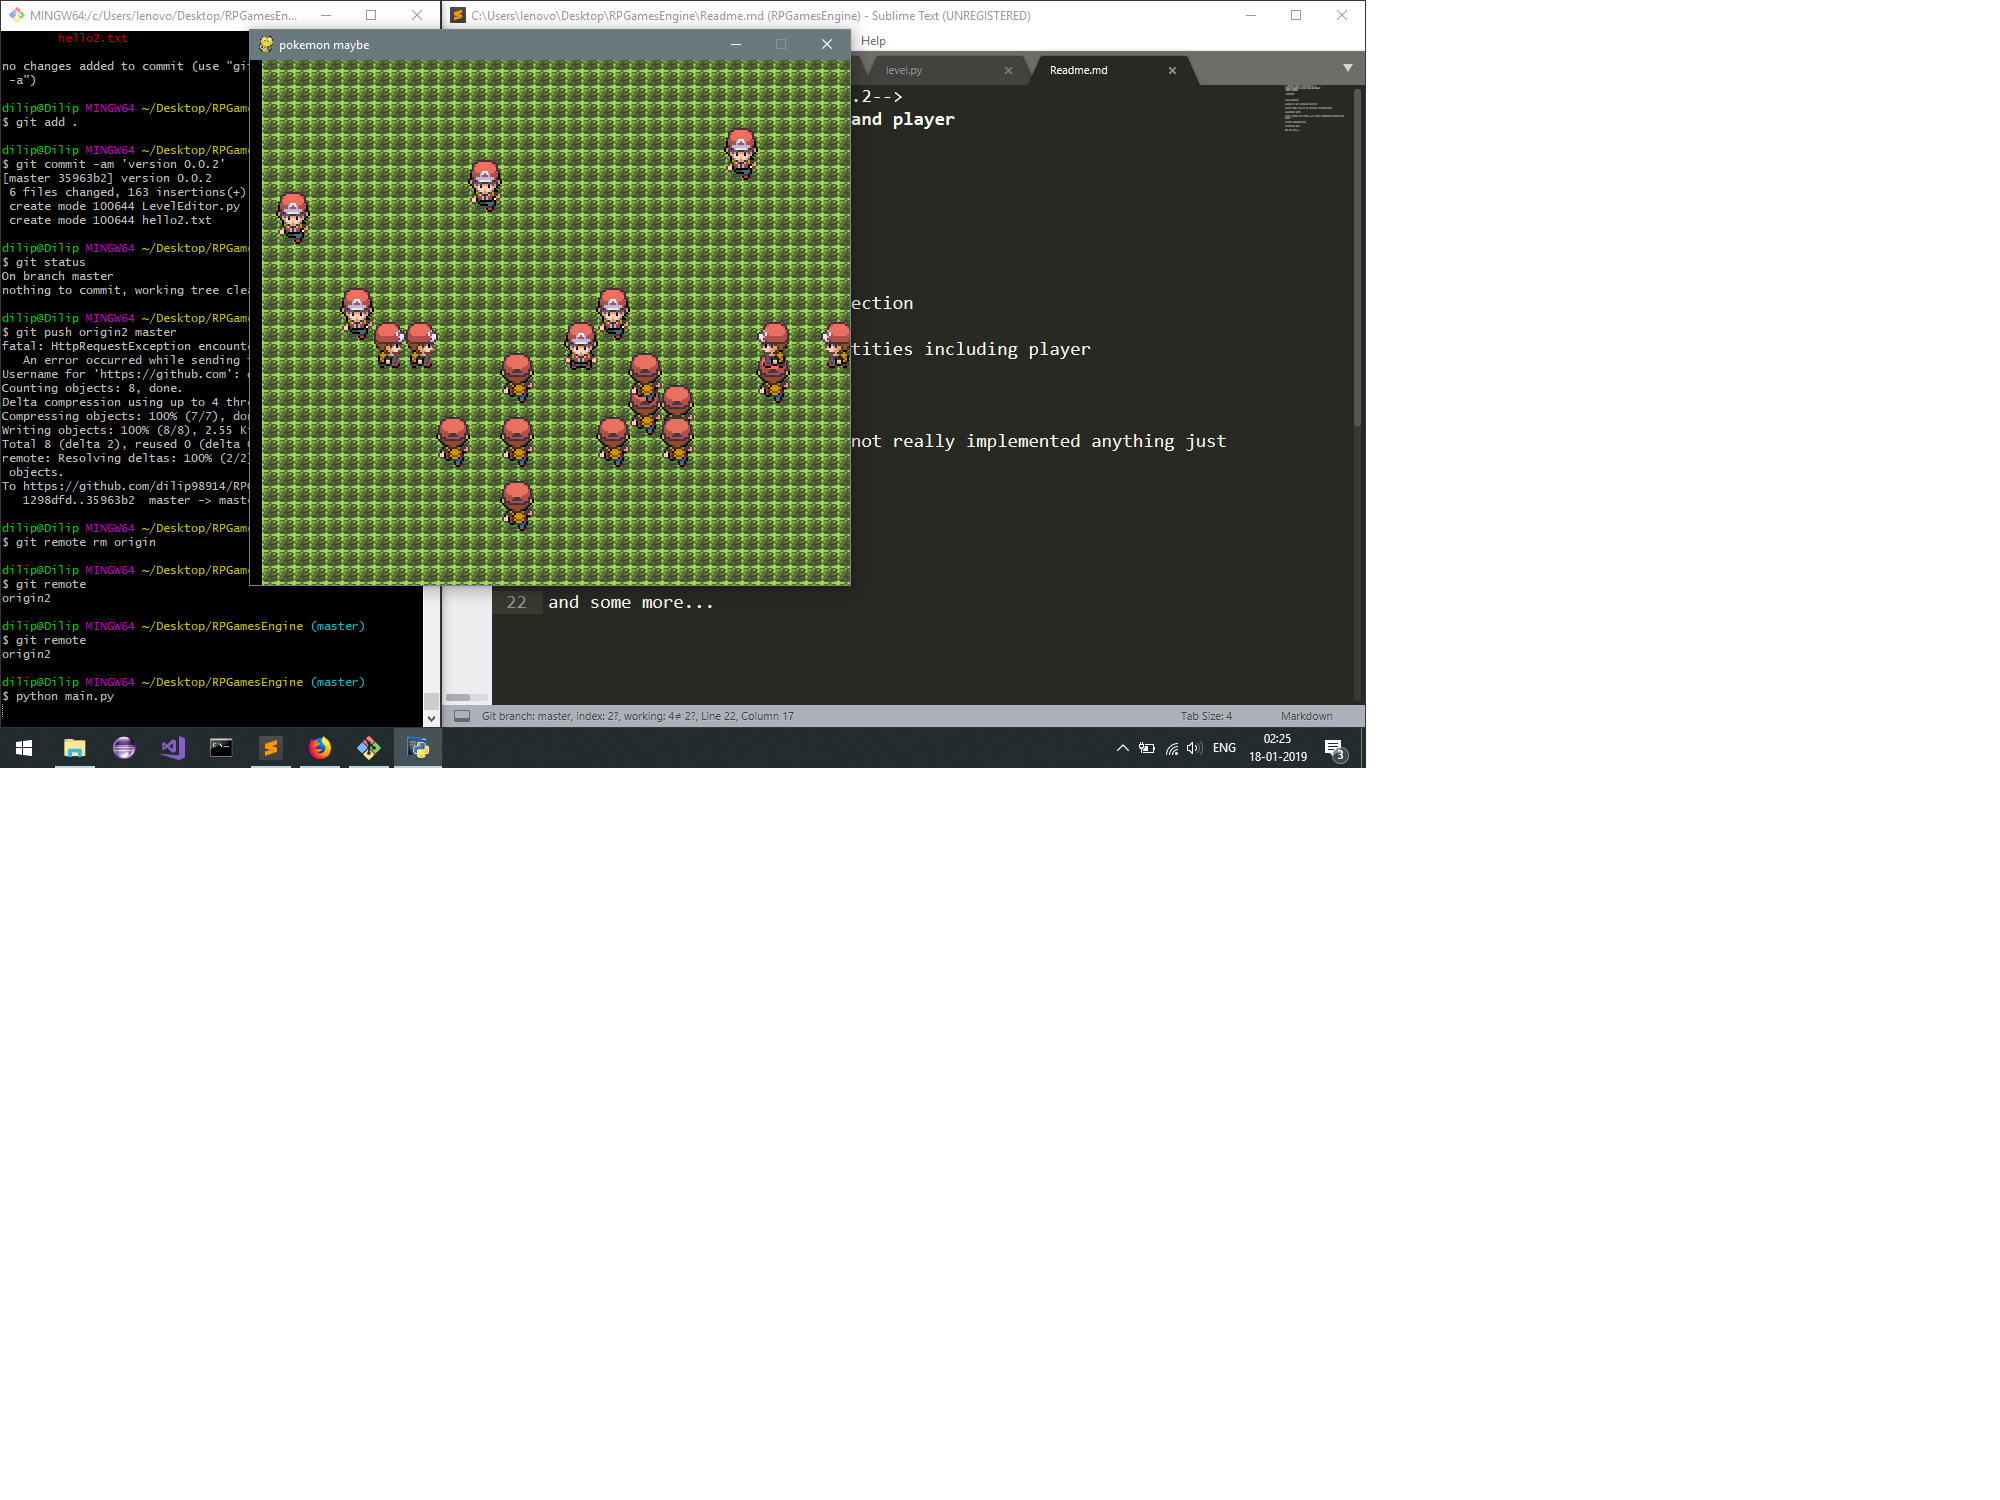 MINGW64:/c/Users/lenovo/Desktop/RPGamesEn...
hello2.txt
no changes added to commit (use "gi
-a")
dilip@Dilip MINGW64 ~/Desktop/RPGam
$ git add .
dilip@Dilip MINGW64 ~/Desktop/RPGam
$ git commit -am 'version 0.0.2'
[master 35963b2] version 0.0.2
6 files changed, 163 insertions(+)
create mode 100644 LevelEditor.py
create mode 100644 hello2.txt
dilip@Dilip MINGW64 ~/Desktop/RPGam
$ git status
On branch master
nothing to commit, working tree clea
dilip@Dilip MINGW64 ~/Desktop/RPGam
$ git push origin2 master
fatal: HttpRequestException encount
An error occurred while sending
Username for 'https://github.com':
Counting objects: 8, done.
Delta compression using up to 4 thr
Compressing objects: 100% (7/7), do
Writing objects: 100% (8/8), 2.55 K
Total 8 (delta 2), reused 0 (delta
remote: Resolving deltas: 100% (2/2)
objects.
To https://github.com/dilip98914/RPG
1298dfd..35963b2 master -> mast
dilip@Dilip MINGW64 ~/Desktop/RPGam
$ git remote rm origin
dilip@Dilip MINGW64 ~/Desktop/RPGam
$ git remote
origin2
dilip@Dilip MINGW64 ~/Desktop/RPGamesEngine (master)
$ git remote
origin2
dilip@Dilip MINGW64 ~/Desktop/RPGamesEngine (master)
$ python main.py
pokemon maybe
C:\Users\lenovo\Desktop\RPGamesEngine\Readme.md (RPGamesEngine) - Sublime Text (UNREGISTERED)
Help
level.py
Readme.md
.2-->
and player
ection
tities including player
not really implemented anything just
22 and some more...
Git branch: master, index: 2?, working: 4≠ 2?, Line 22, Column 17
Tab Size: 4
Markdown
ENG
02:25
18-01-2019
3